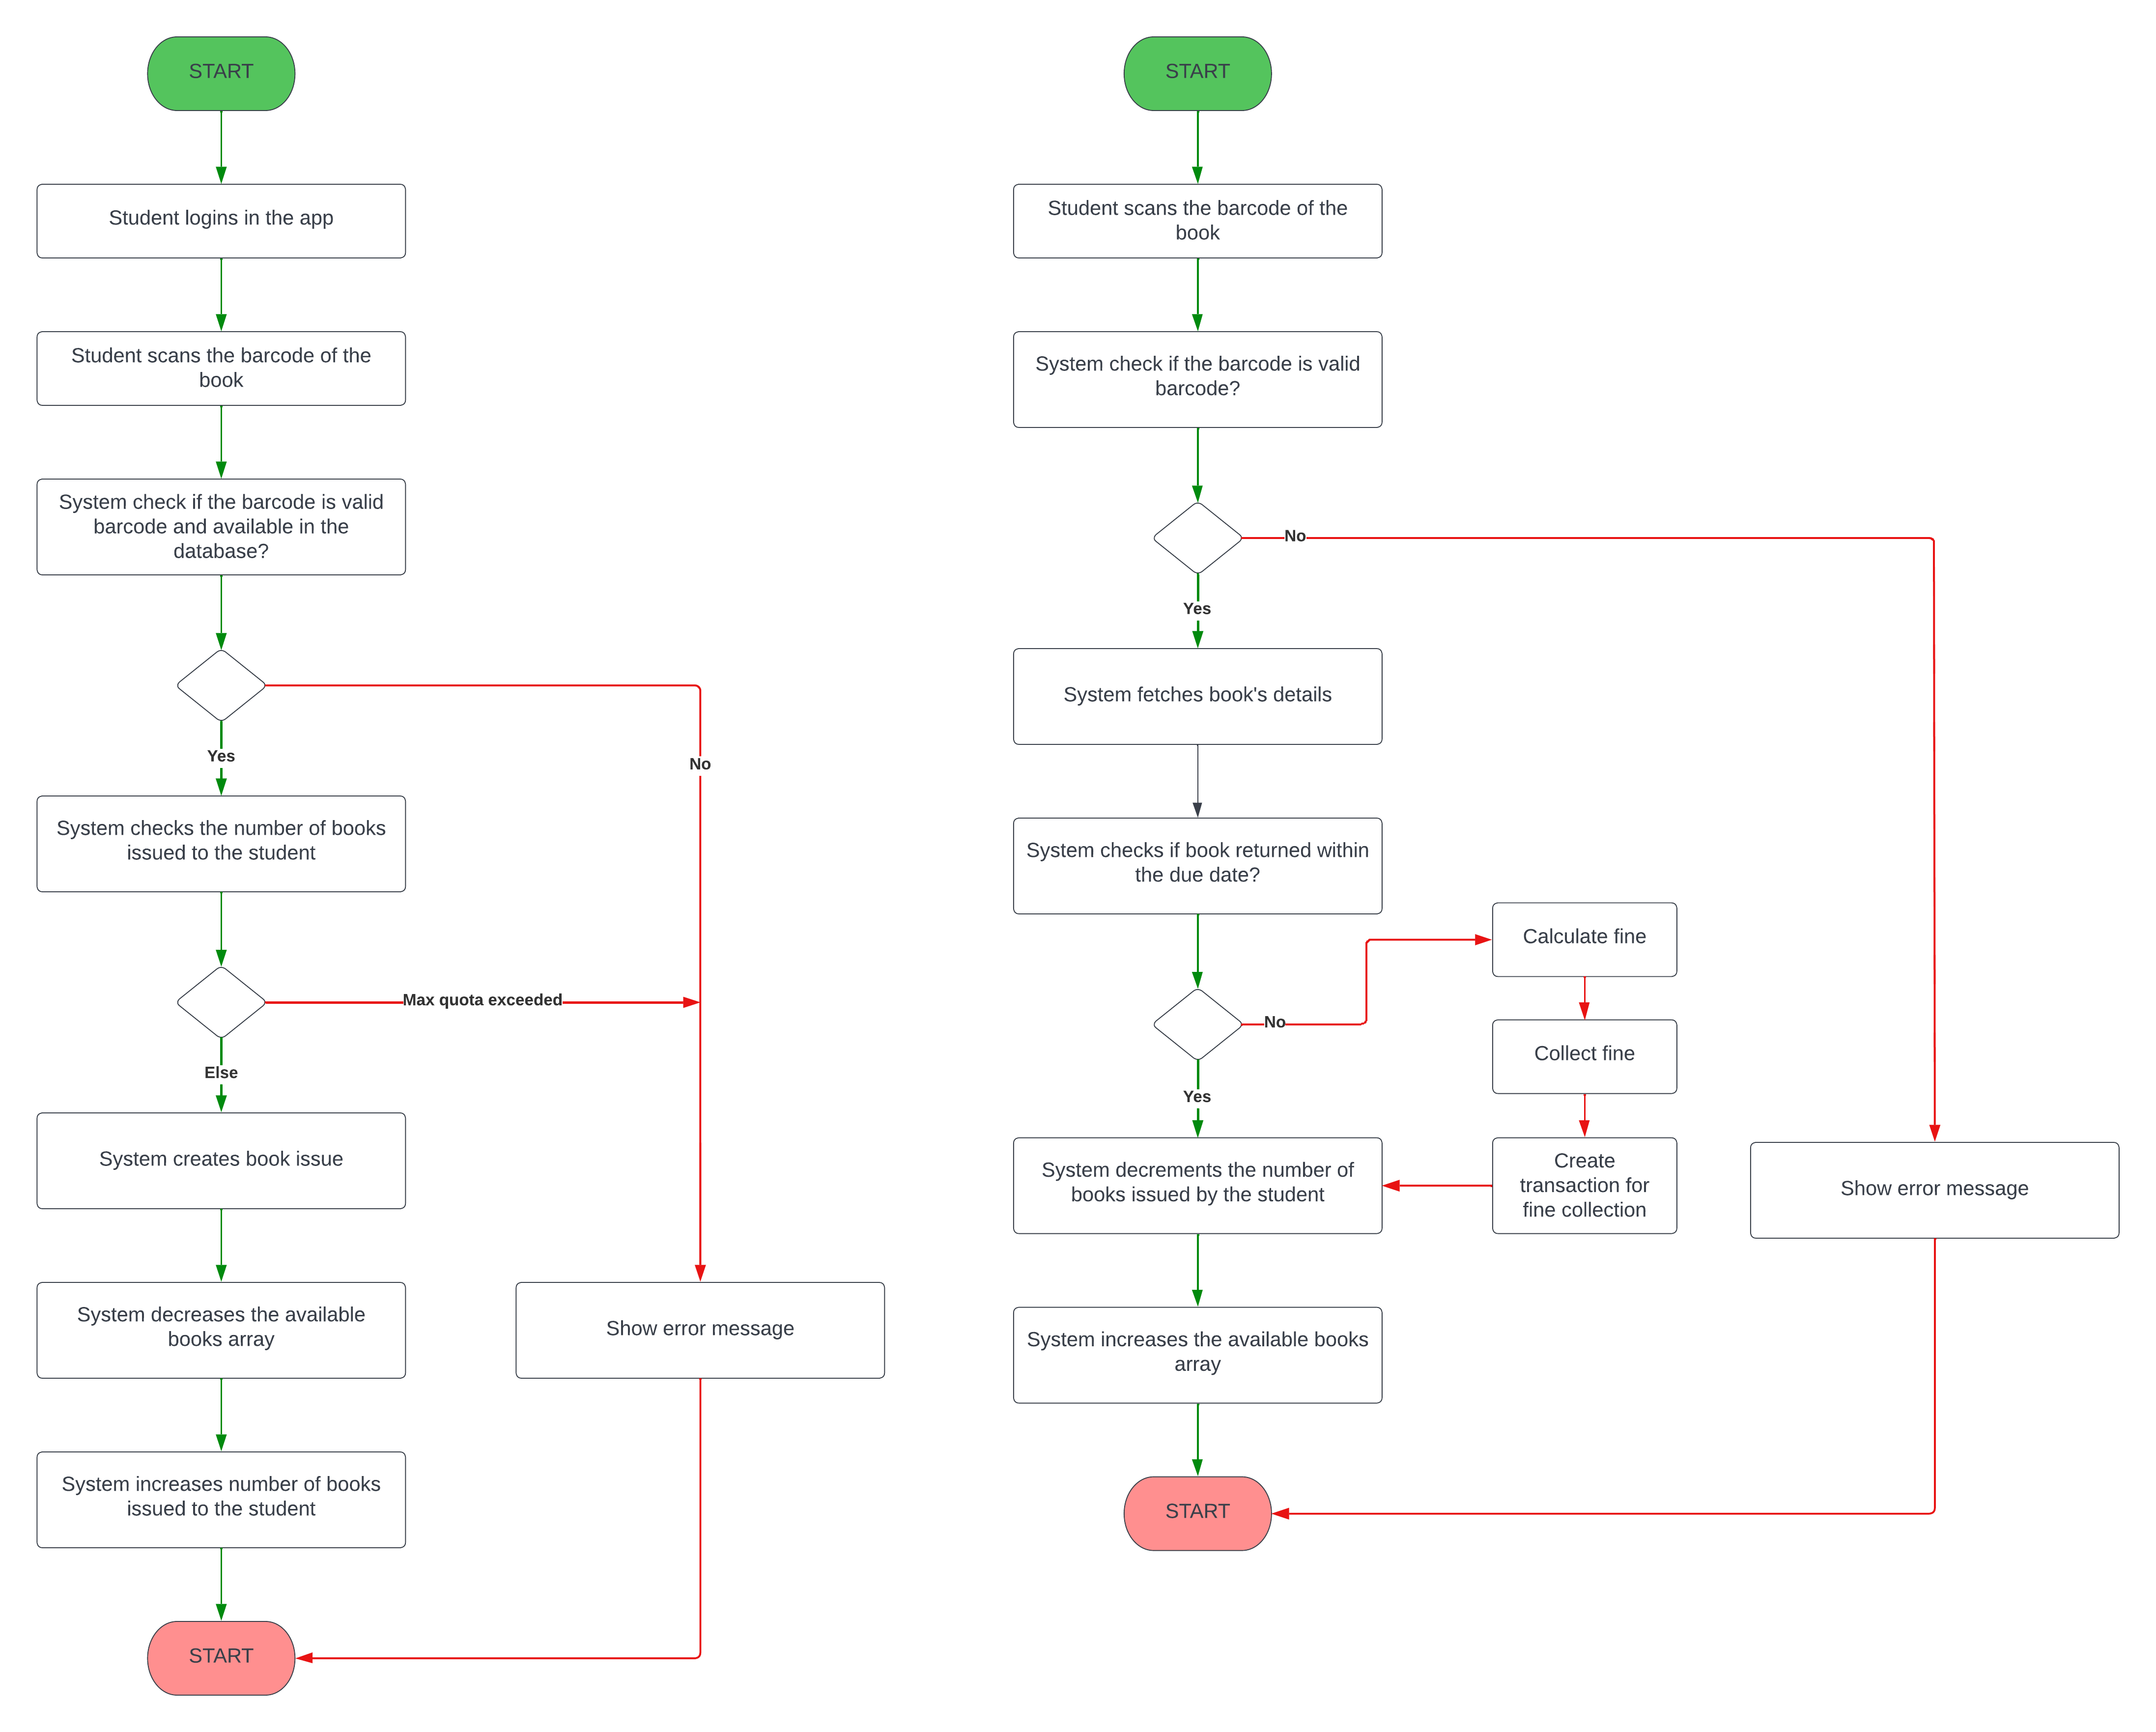 START
Student logins in the app
Student scans the barcode of the
book
System check if the barcode is valid
barcode and available in the
database?
Yes
No
System checks the number of books
issued to the student
Max quota exceeded
Else
System creates book issue
System decreases the available
books array
Show error message
System increases number of books
issued to the student
START
START
Student scans the barcode of the
book
System check if the barcode is valid
barcode?
No
Yes
System fetches book's details
System checks if book returned within
the due date?
No
Calculate fine
Collect fine
Create
transaction for
fine collection
Yes
System decrements the number of
books issued by the student
Show error message
System increases the available books
array
START